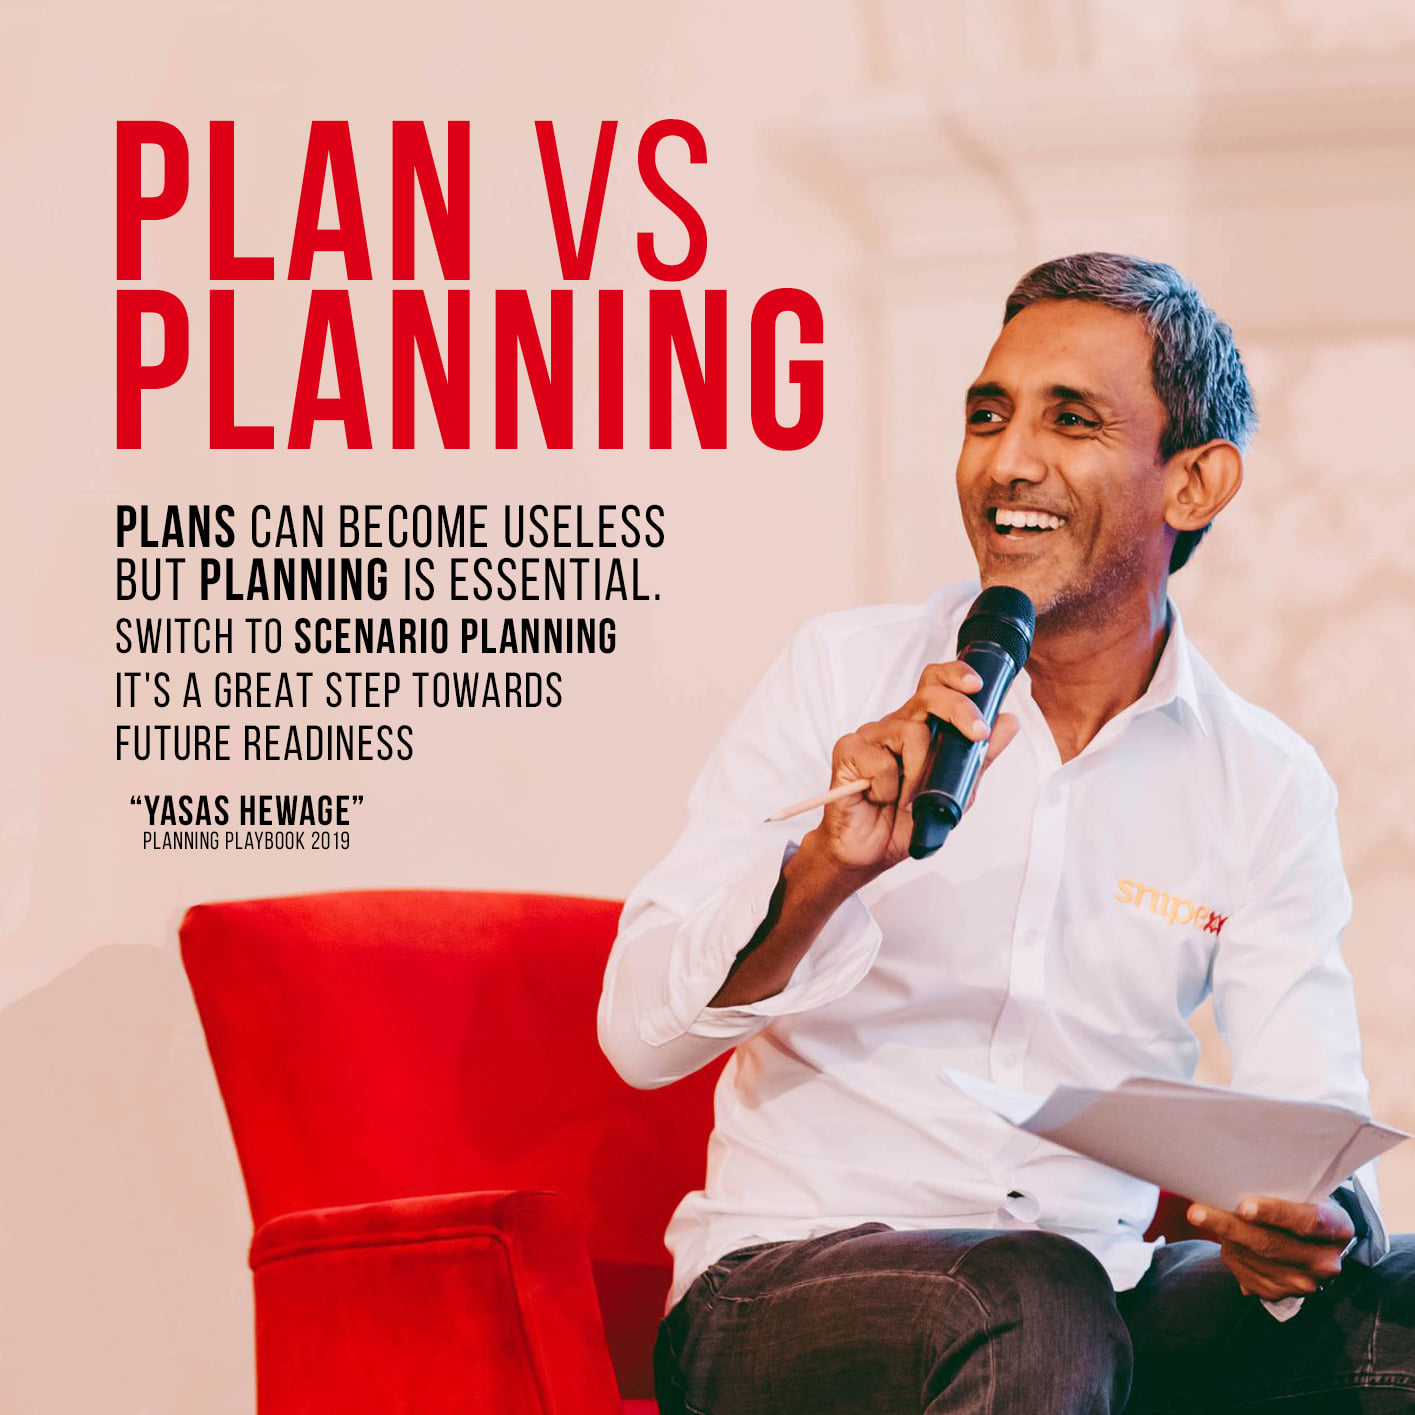 PLAN VS
PLANNING
PLANS CAN BECOME USELESS
BUT PLANNING IS ESSENTIAL.
SWITCH TO SCENARIO PLANNING
IT'S A GREAT STEP TOWARDS
FUTURE READINESS
“YASAS HEWAGE”
PLANNING PLAYBOOK 2019
snipexx